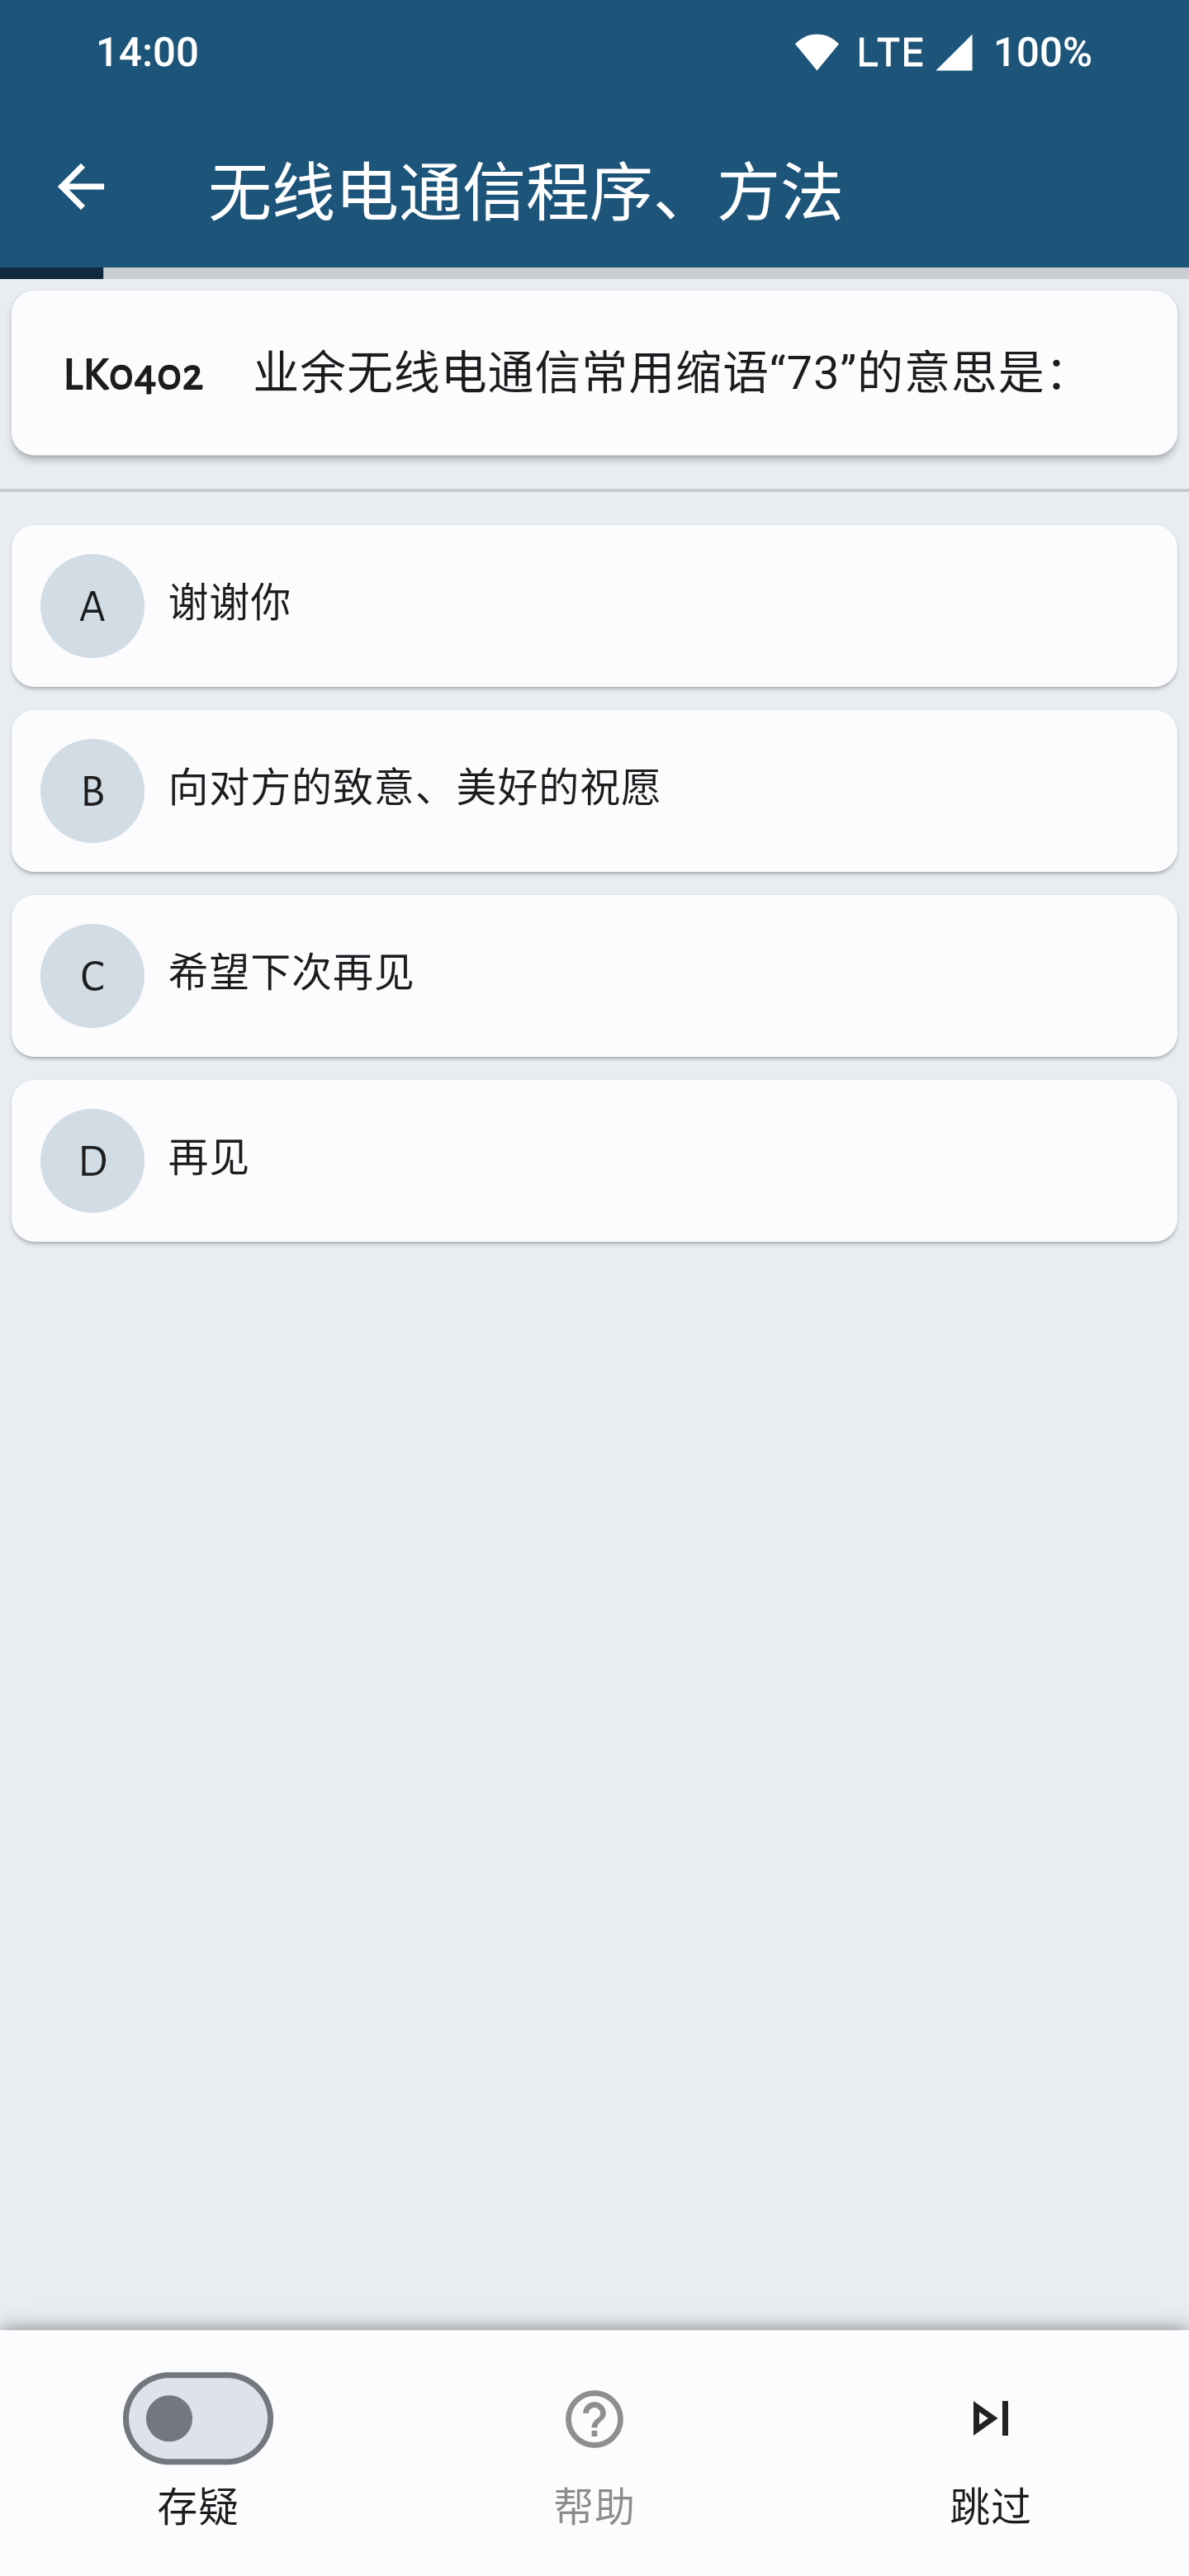 14:00 LTE 100%
无线电通信程序、方法
LK0402 业余无线电通信常用缩语“73”的意思是：
A 谢谢你
B 向对方的致意、美好的祝愿
C 希望下次再见
D 再见
存疑 帮助 跳过